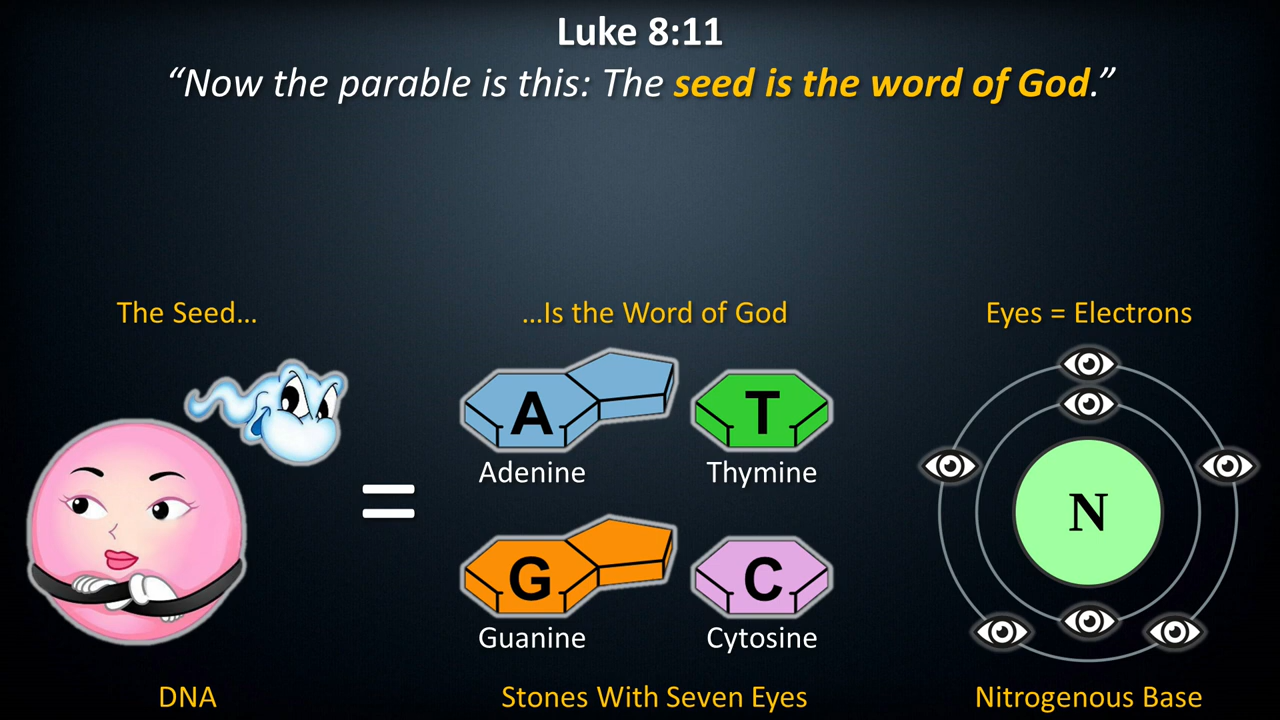 Luke 8:11
“Now the parable is this: The seed is the word of God.”
The Seed…
…Is the Word of God
Eyes = Electrons
A
T
Adenine
Thymine
N
G
C
Guanine
Cytosine
=
DNA
Stones With Seven Eyes
Nitrogenous Base